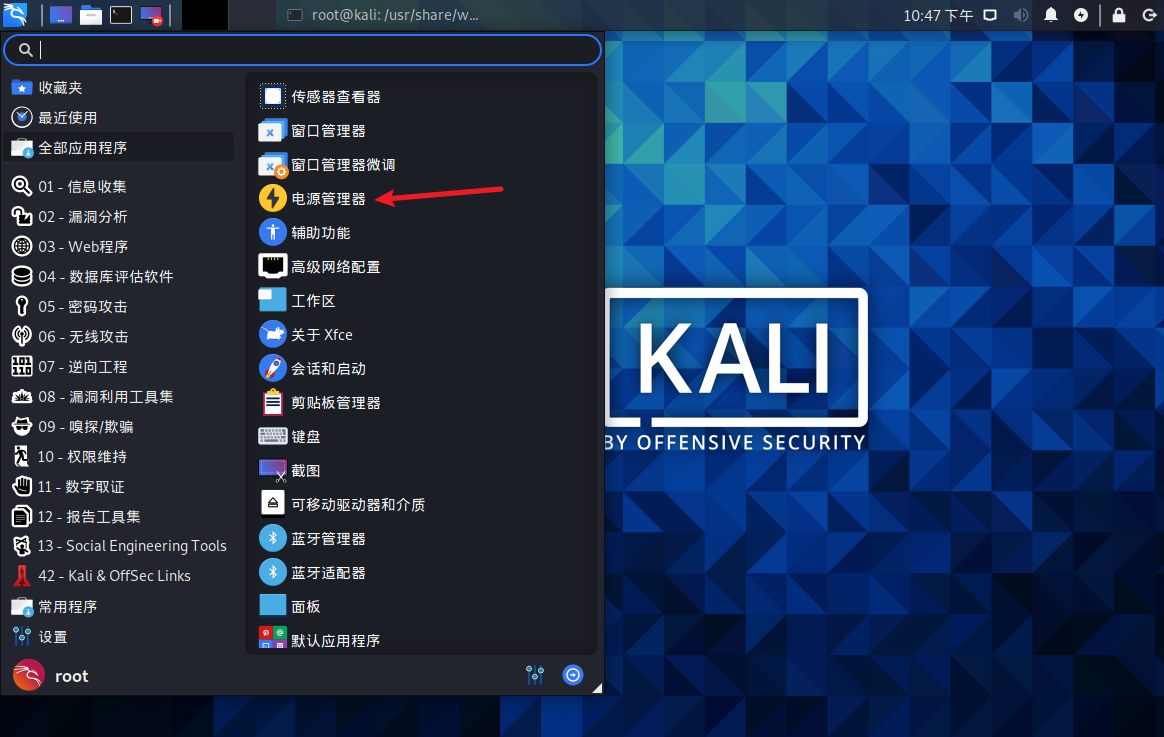 root@kali: /usr/share/w...
10:47 下午
收藏夹
最近使用
全部应用程序
01 - 信息收集
02 - 漏洞分析
03 - Web程序
04 - 数据库评估软件
05 - 密码攻击
06 - 无线攻击
07 - 逆向工程
08 - 漏洞利用工具集
09 - 嗅探/欺骗
10 - 权限维持
11 - 数字取证
12 - 报告工具集
13 - Social Engineering Tools
42 - Kali & OffSec Links
常用程序
设置
root
传感器查看器
窗口管理器
窗口管理器微调
电源管理器
辅助功能
高级网络配置
工作区
关于 Xfce
会话和启动
剪贴板管理器
键盘
截图
可移动驱动器和介质
蓝牙管理器
蓝牙适配器
面板
默认应用程序
KALI
BY OFFENSIVE SECURITY